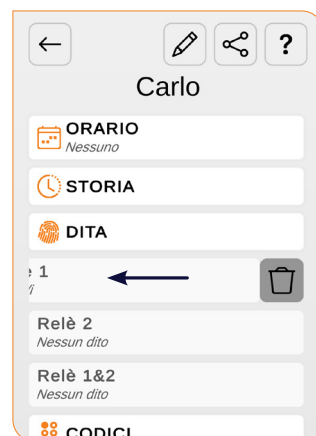 ?
Carlo
ORARIO
Nessuno
STORIA
DITA
1
Relè 2
Nessun dito
Relè 1&2
Nessun dito
CODICI